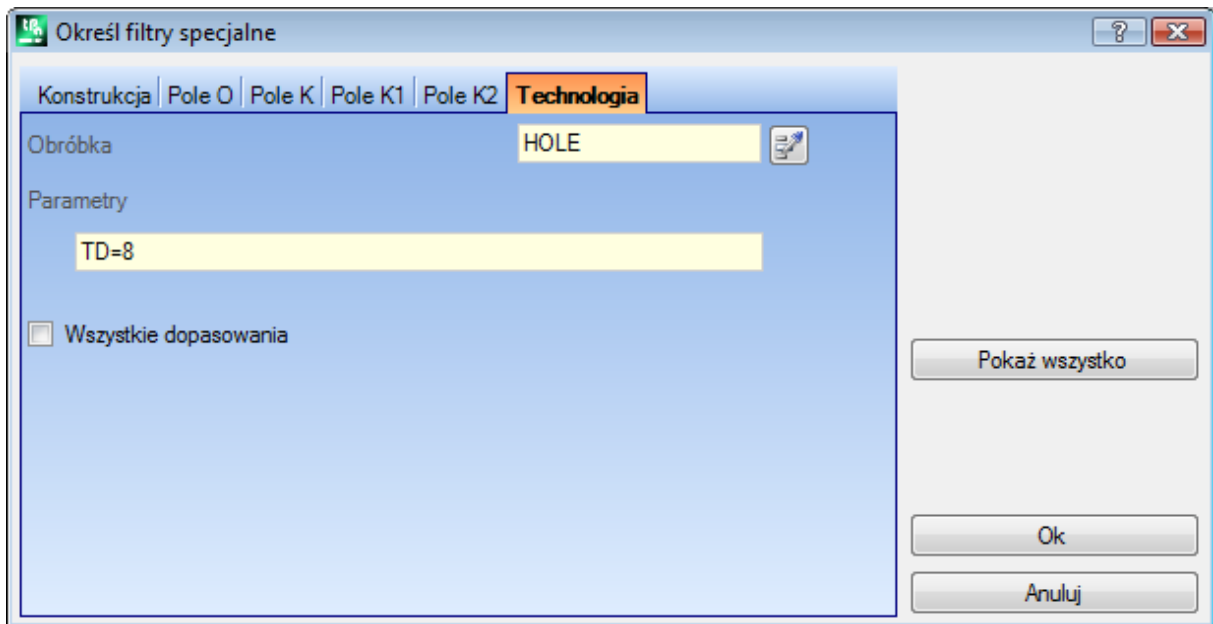 Określ filtry specjalne
Konstrukcja Pole O Pole K Pole K1 Pole K2 Technologia
Obróbka HOLE
Parametry
TD=8
Wszystkie dopasowania
Pokaż wszystko
Ok
Anuluj